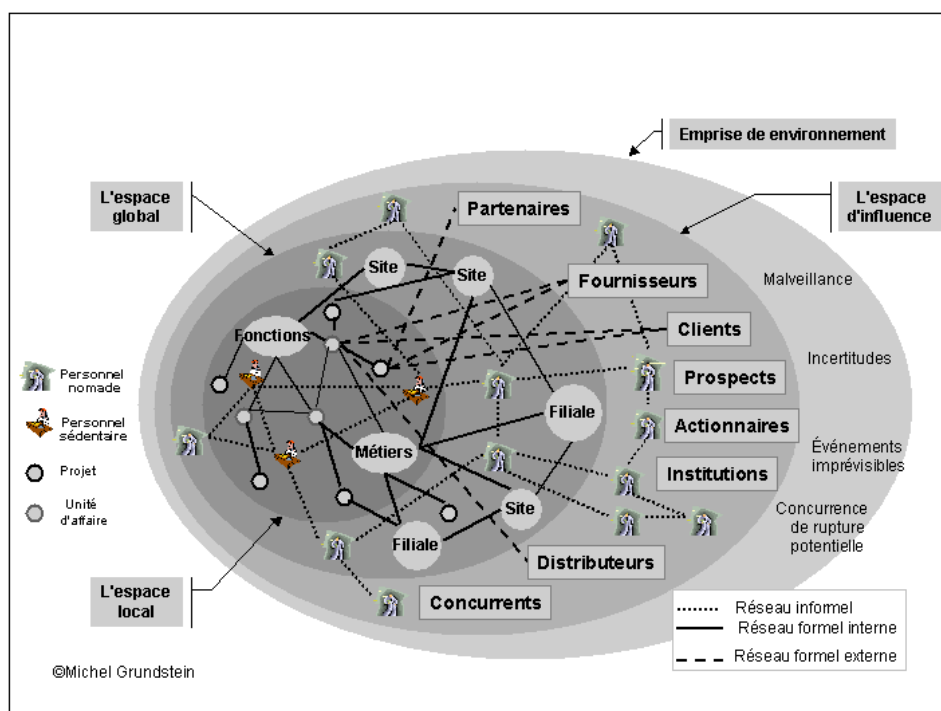 Emprise de environnement
L'espace
global
L'espace
d'influence
Partenaires
Site
Site
Fournisseurs
Malveillance
Fonctions
Clients
Incertitudes
Personnel
nomade
Prospects
Filiale
Actionnaires
Personnel
sédentaire
Métiers
Événements
imprévisibles
Projet
Institutions
Unité
d'affaire
Site
Concurrence
de rupture
potentielle
Filiale
Distributeurs
L'espace
local
Concurrents
Réseau informel
Réseau formel interne
Réseau formel externe
©Michel Grundstein